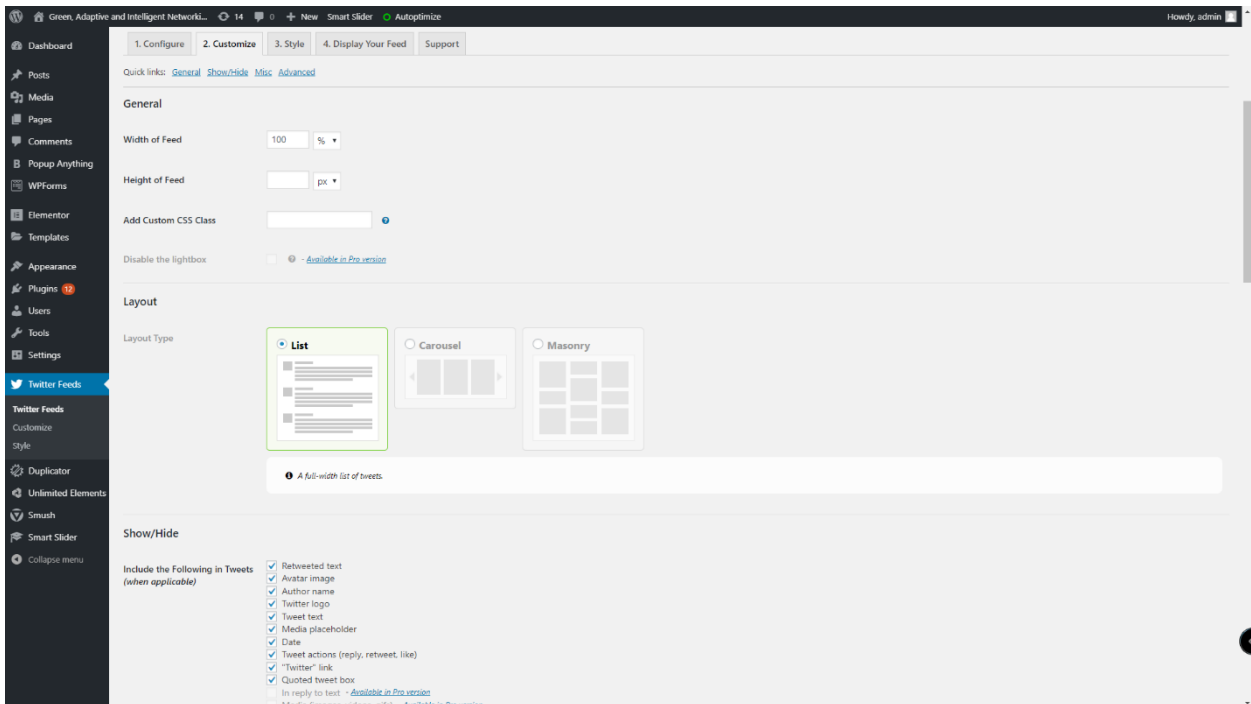 Green, Adaptive and Intelligent Networki... 14 0 + New Smart Slider Autoptimize Howdy, admin
Dashboard
Posts
Media
Pages
Comments
B Popup Anything
WPForms
Elementor
Templates
Appearance
Plugins 12
Users
Tools
Settings
Twitter Feeds
Twitter Feeds
Customize
Style
Duplicator
Unlimited Elements
Smush
Smart Slider
Collapse menu
1. Configure 2. Customize 3. Style 4. Display Your Feed Support
Quick links: General Show/Hide Misc Advanced
General
Width of Feed 100 %
Height of Feed px
Add Custom CSS Class
Disable the lightbox - Available in Pro version
Layout
Layout Type
List Carousel Masonry
A full-width list of tweets.
Show/Hide
Include the Following in Tweets
(when applicable)
Retweeted text
Avatar image
Author name
Twitter logo
Tweet text
Media placeholder
Date
Tweet actions (reply, retweet, like)
"Twitter" link
Quoted tweet box
In reply to text - Available in Pro version